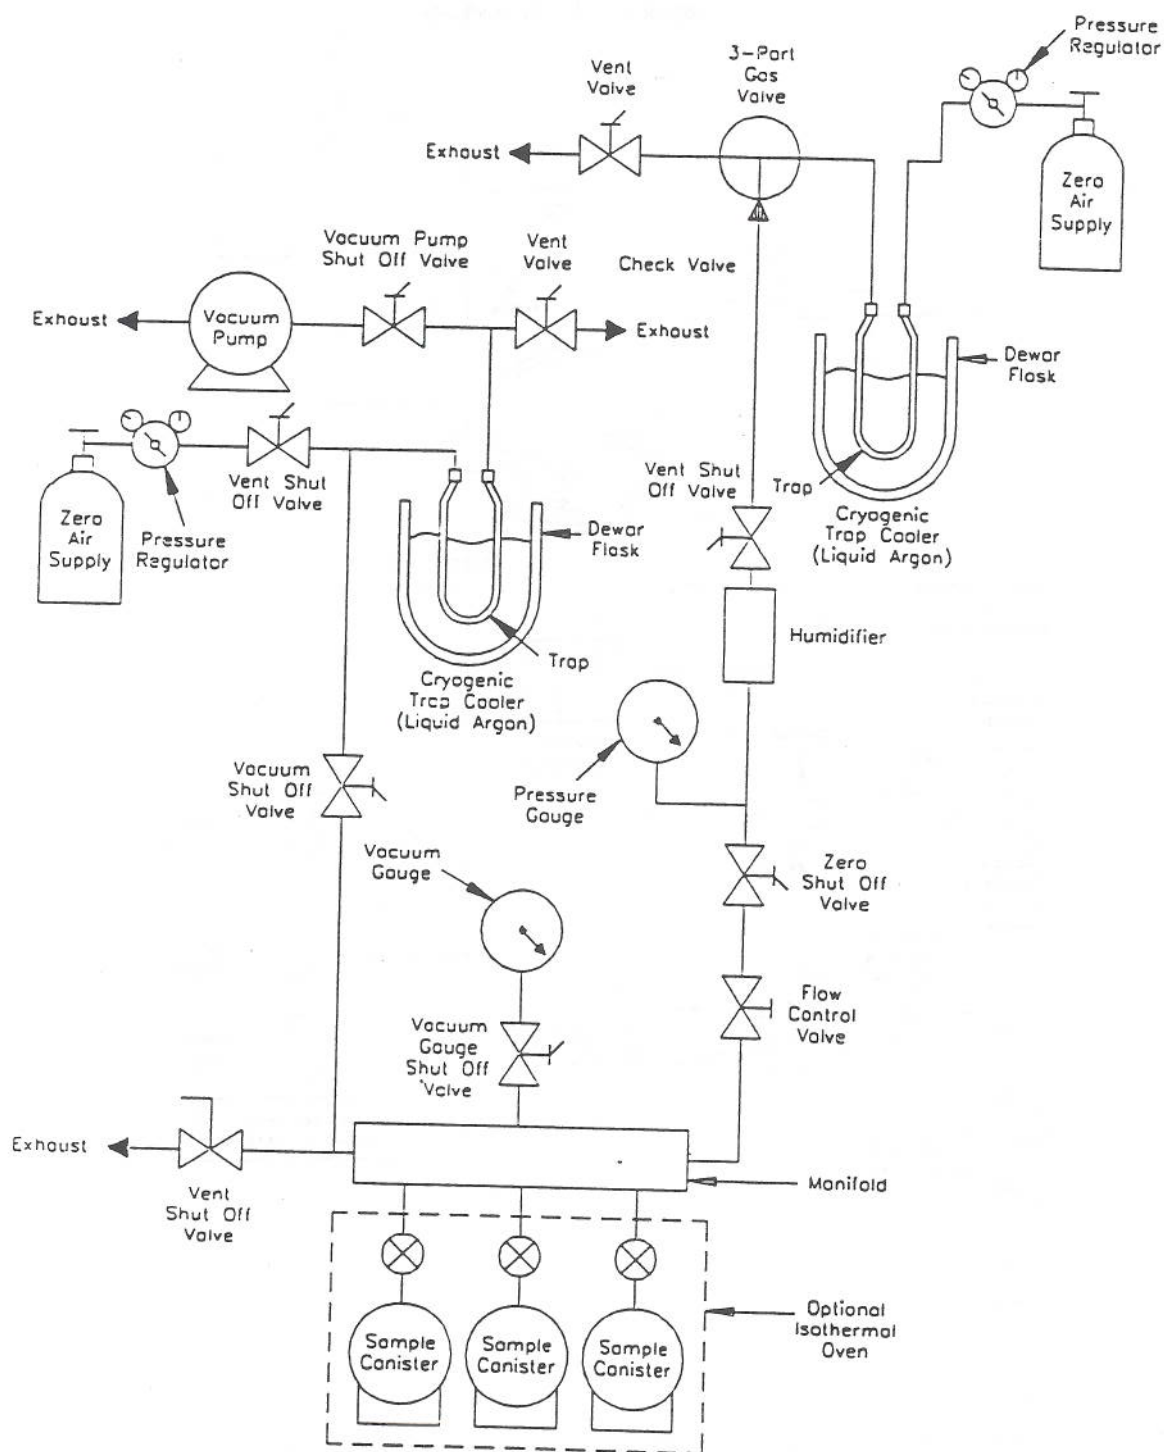 Pressure
Regulator
3-Port
Gas
Valve
Vent
Valve
Exhaust
Zero
Air
Supply
Vacuum Pump
Shut Off Valve
Vent
Valve
Check Valve
Exhaust
Vacuum
Pump
Exhaust
Dewar
Flask
Vent Shut
Off Valve
Trap
Cryogenic
Trap Cooler
(Liquid Argon)
Vent Shut
Off Valve
Zero
Air
Supply
Pressure
Regulator
Dewar
Flask
Humidifier
Trap
Cryogenic
Trap Cooler
(Liquid Argon)
Vacuum
Shut Off
Valve
Pressure
Gauge
Vacuum
Gauge
Zero
Shut Off
Valve
Flow
Control
Valve
Vacuum
Gauge
Shut Off
Valve
Exhaust
Vent
Shut Off
Valve
Manifold
Optional
Isothermal
Oven
Sample
Canister
Sample
Canister
Sample
Canister